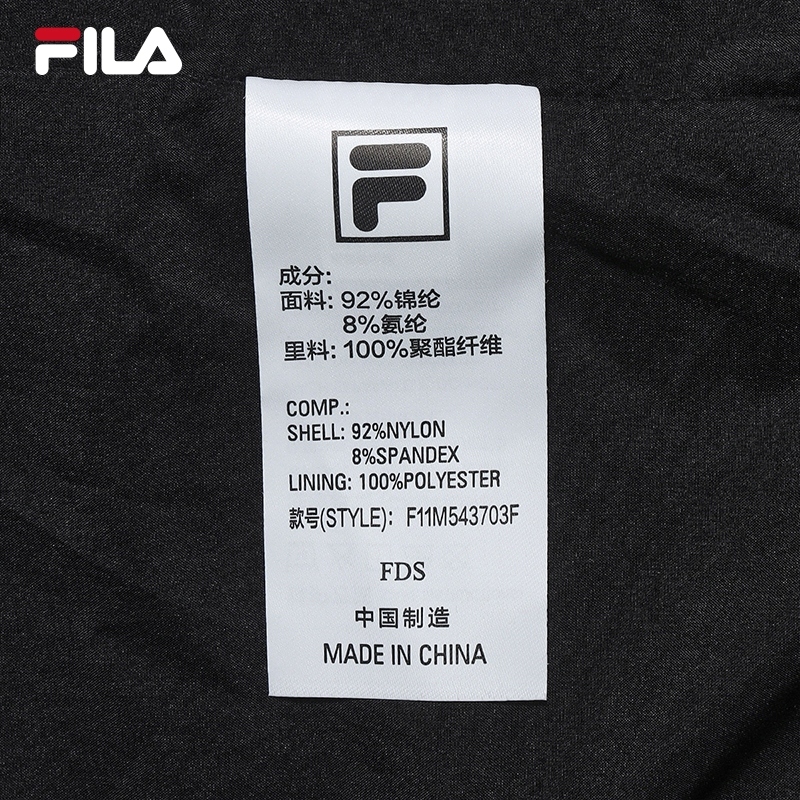 FILA
F
成分:
面料: 92%锦纶
8%氨纶
里料: 100%聚酯纤维
COMP.:
SHELL: 92%NYLON
8%SPANDEX
LINING: 100%POLYESTER
款号(STYLE): F11M543703F
FDS
中国制造
MADE IN CHINA